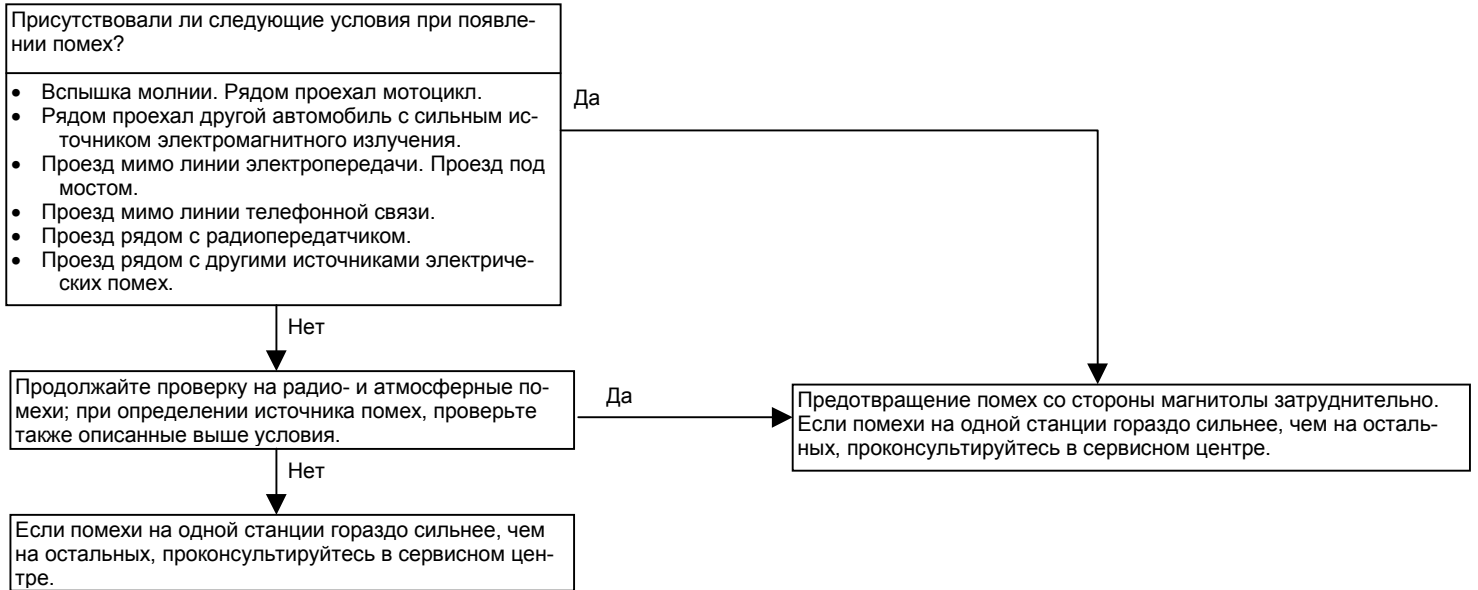 Присутствовали ли следующие условия при появле-
нии помех?
• Вспышка молнии. Рядом проехал мотоцикл.
• Рядом проехал другой автомобиль с сильным ис-
точником электромагнитного излучения.
• Проезд мимо линии электропередачи. Проезд под
мостом.
• Проезд мимо линии телефонной связи.
• Проезд рядом с радиопередатчиком.
• Проезд рядом с другими источниками электриче-
ских помех.
Да
Нет
Продолжайте проверку на радио- и атмосферные по-
мехи; при определении источника помех, проверьте
также описанные выше условия.
Да
Предотвращение помех со стороны магнитолы затруднительно.
Если помехи на одной станции гораздо сильнее, чем на осталь-
ных, проконсультируйтесь в сервисном центре.
Нет
Если помехи на одной станции гораздо сильнее, чем
на остальных, проконсультируйтесь в сервисном цен-
тре.